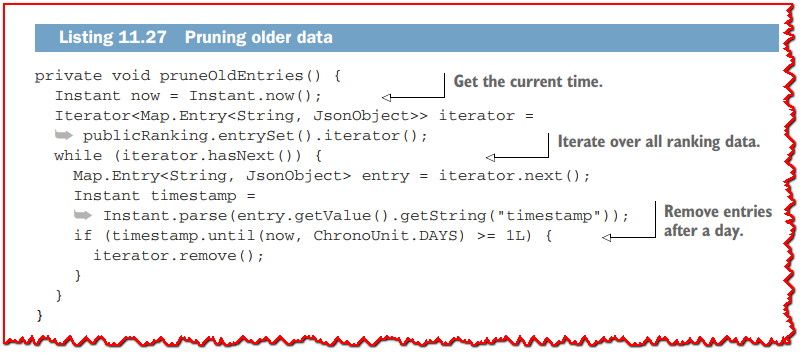 Listing 11.27 Pruning older data
private void pruneOldEntries() {
Instant now = Instant.now();
Get the current time.
Iterator<Map.Entry<String, JsonObject>> iterator =
➥ publicRanking.entrySet().iterator();
while (iterator.hasNext()) {
Iterate over all ranking data.
Map.Entry<String, JsonObject> entry = iterator.next();
Instant timestamp =
➥ Instant.parse(entry.getValue().getString("timestamp"));
if (timestamp.until(now, ChronoUnit.DAYS) >= 1L) {
Remove entries
after a day.
iterator.remove();
}
}
}